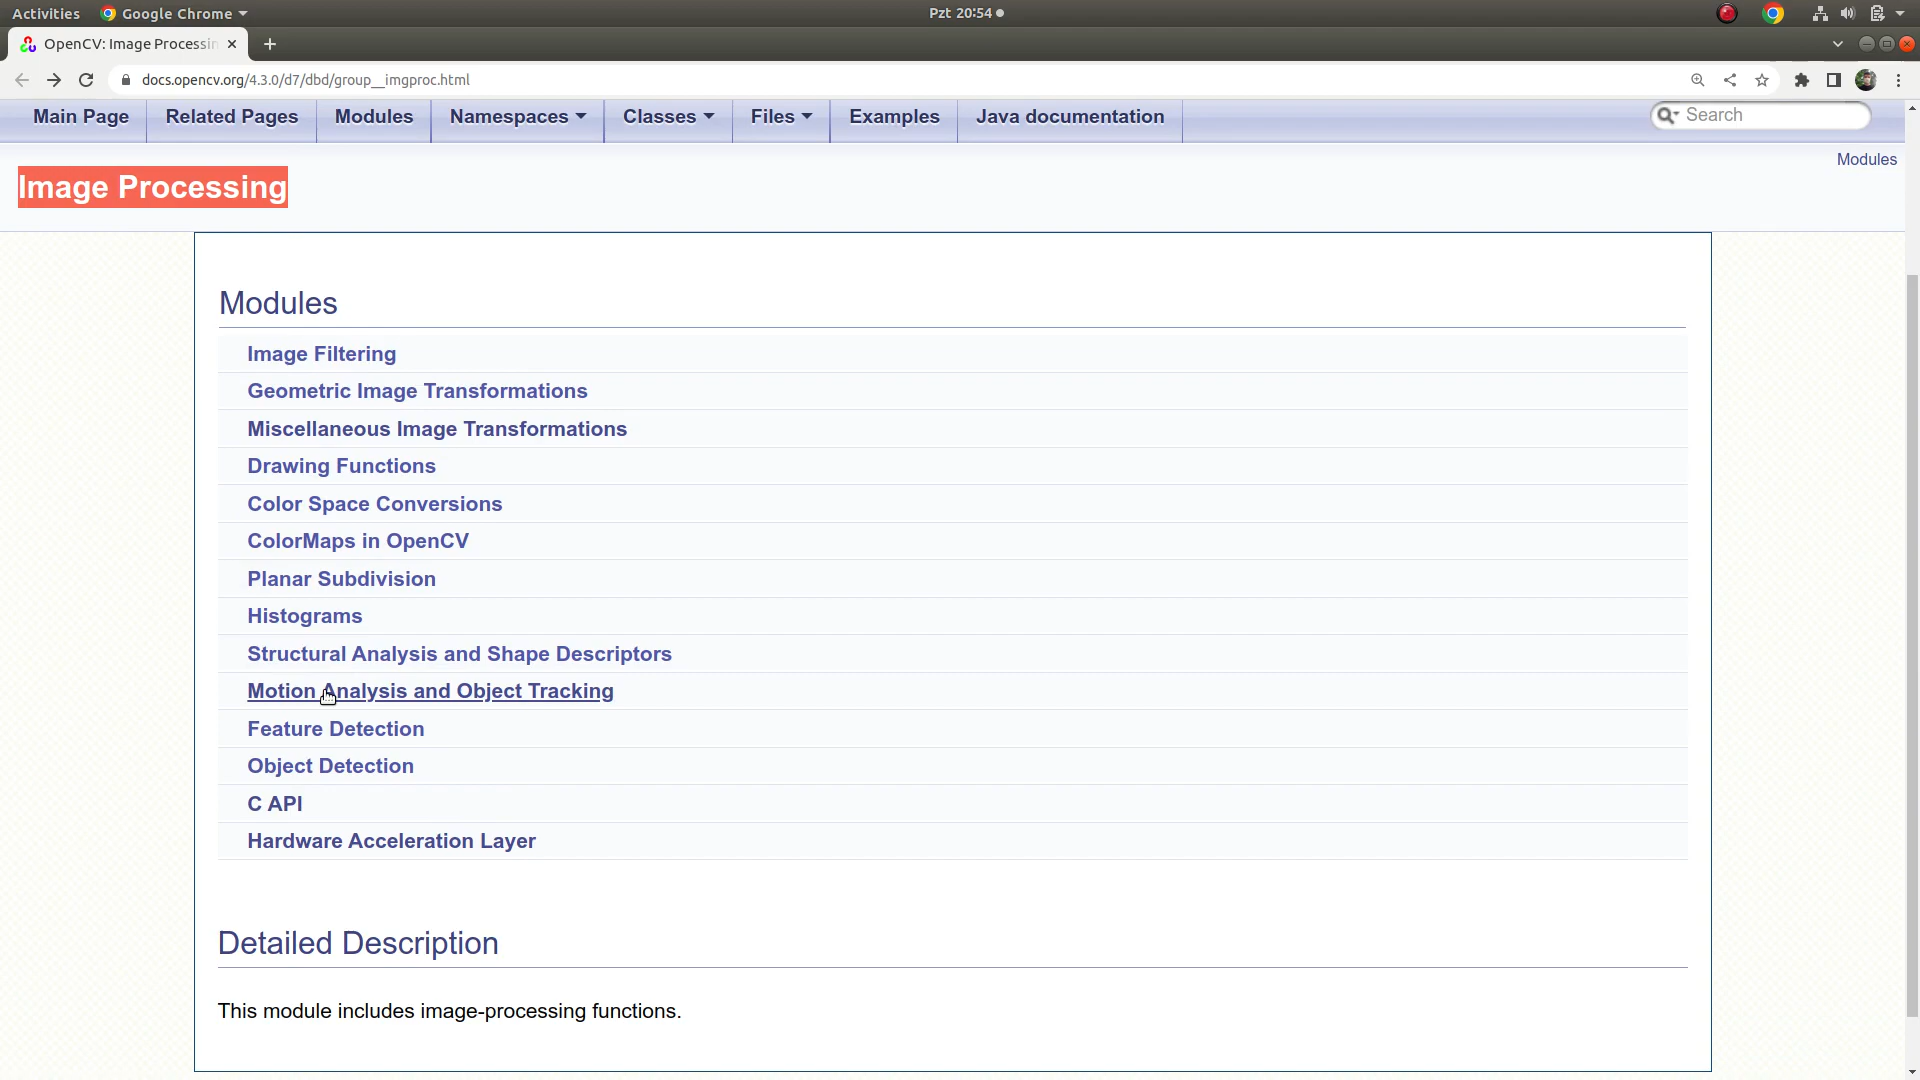 Activities Google Chrome Pzt 20:54
OpenCV: Image Processin
docs.opencv.org/4.3.0/d7/dbd/group__imgproc.html
Main Page Related Pages Modules Namespaces Classes Files Examples Java documentation Search
Modules
Image Processing
Modules
Image Filtering
Geometric Image Transformations
Miscellaneous Image Transformations
Drawing Functions
Color Space Conversions
ColorMaps in OpenCV
Planar Subdivision
Histograms
Structural Analysis and Shape Descriptors
Motion Analysis and Object Tracking
Feature Detection
Object Detection
C API
Hardware Acceleration Layer
Detailed Description
This module includes image-processing functions.